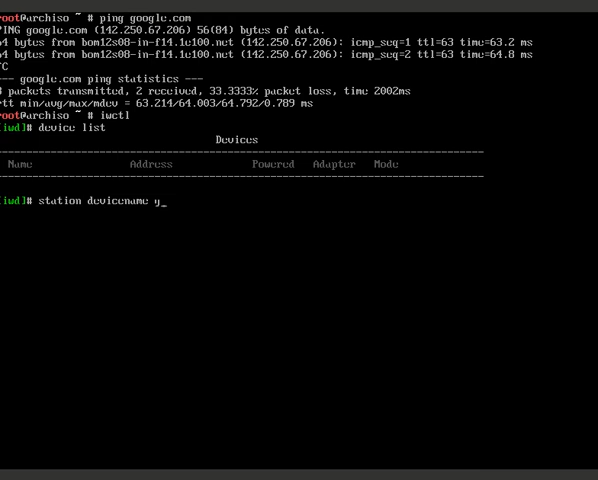 root@archiso ~ # ping google.com
PING google.com (142.250.67.206) 56(84) bytes of data.
64 bytes from bom12s08-in-f14.1e100.net (142.250.67.206): icmp_seq=1 ttl=63 time=63.2 ms
64 bytes from bom12s08-in-f14.1e100.net (142.250.67.206): icmp_seq=2 ttl=63 time=64.8 ms
^C
--- google.com ping statistics ---
3 packets transmitted, 2 received, 33.3333% packet loss, time 2002ms
rtt min/avg/max/mdev = 63.214/64.003/64.792/0.789 ms
root@archiso ~ # iwctl
[iwd]# device list
Devices
Name Address Powered Adapter Mode
[iwd]# station devicename y_